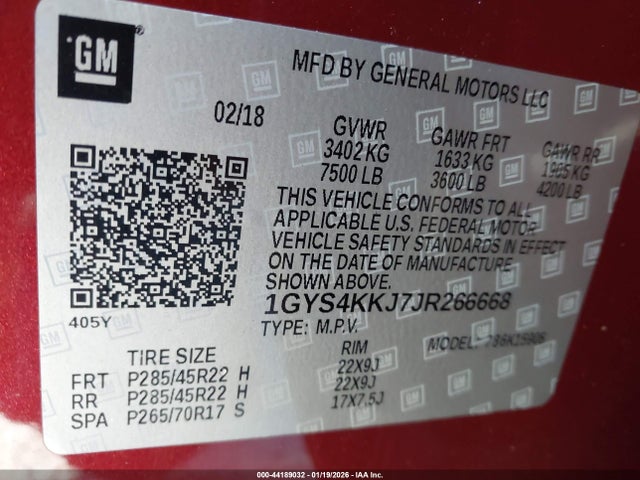 GM
MFD BY GENERAL MOTORS LLC
02/18
GVWR GAWR FRT GAWR RR
3402 KG 1633 KG 1905 KG
7500 LB 3600 LB 4200 LB
THIS VEHICLE CONFORMS TO ALL
APPLICABLE U.S. FEDERAL MOTOR
VEHICLE SAFETY STANDARDS IN EFFECT
ON THE DATE OF MANUFACTURE
SHOWN ABOVE.
1GYS4KKJ7JR266668
405Y
TYPE: M.P.V. MODEL:
TIRE SIZE RIM
FRT P285/45R22 H 22X9J
RR P285/45R22 H 22X9J
SPA P265/70R17 S 17X7.5J
000-44189032 - 01/19/2026 - IAA Inc.